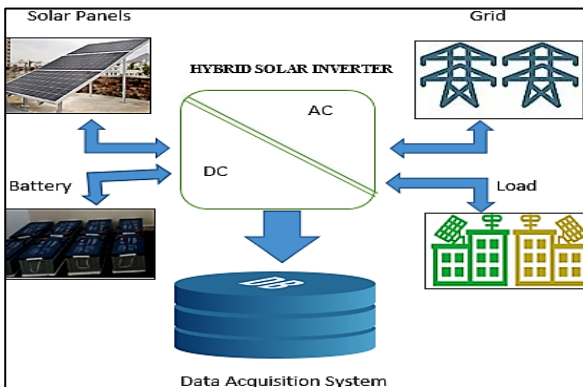 Solar Panels
Grid
HYBRID SOLAR INVERTER
AC
DC
Battery
Load
DB
Data Acquisition System